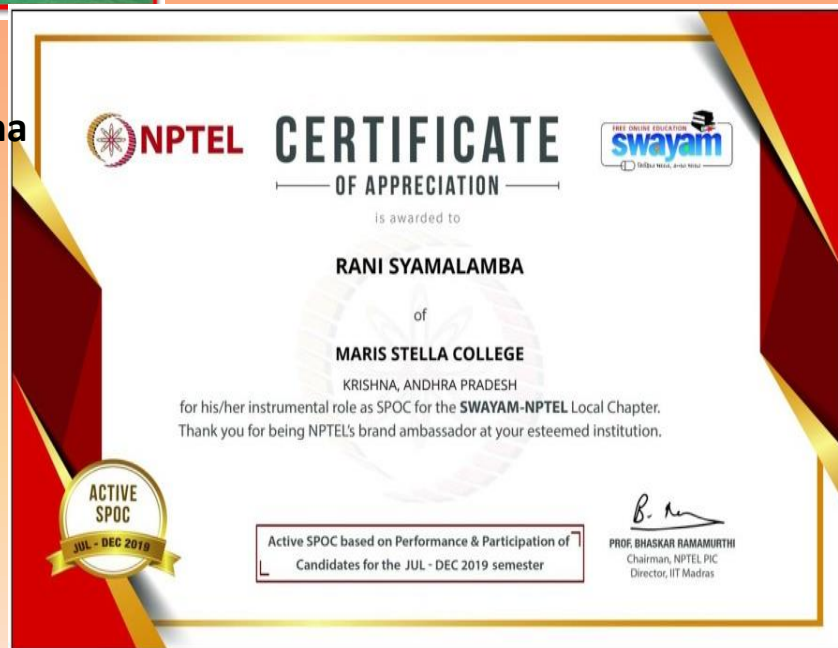 na
NPTEL
CERTIFICATE
OF APPRECIATION
FREE ONLINE EDUCATION
swayam
is awarded to
RANI SYAMALAMBA
of
MARIS STELLA COLLEGE
KRISHNA, ANDHRA PRADESH
for his/her instrumental role as SPOC for the SWAYAM-NPTEL Local Chapter.
Thank you for being NPTEL's brand ambassador at your esteemed institution.
ACTIVE
SPOC
JUL - DEC 2019
Active SPOC based on Performance & Participation of
Candidates for the JUL - DEC 2019 semester
PROF. BHASKAR RAMAMURTHI
Chairman, NPTEL PIC
Director, IIT Madras